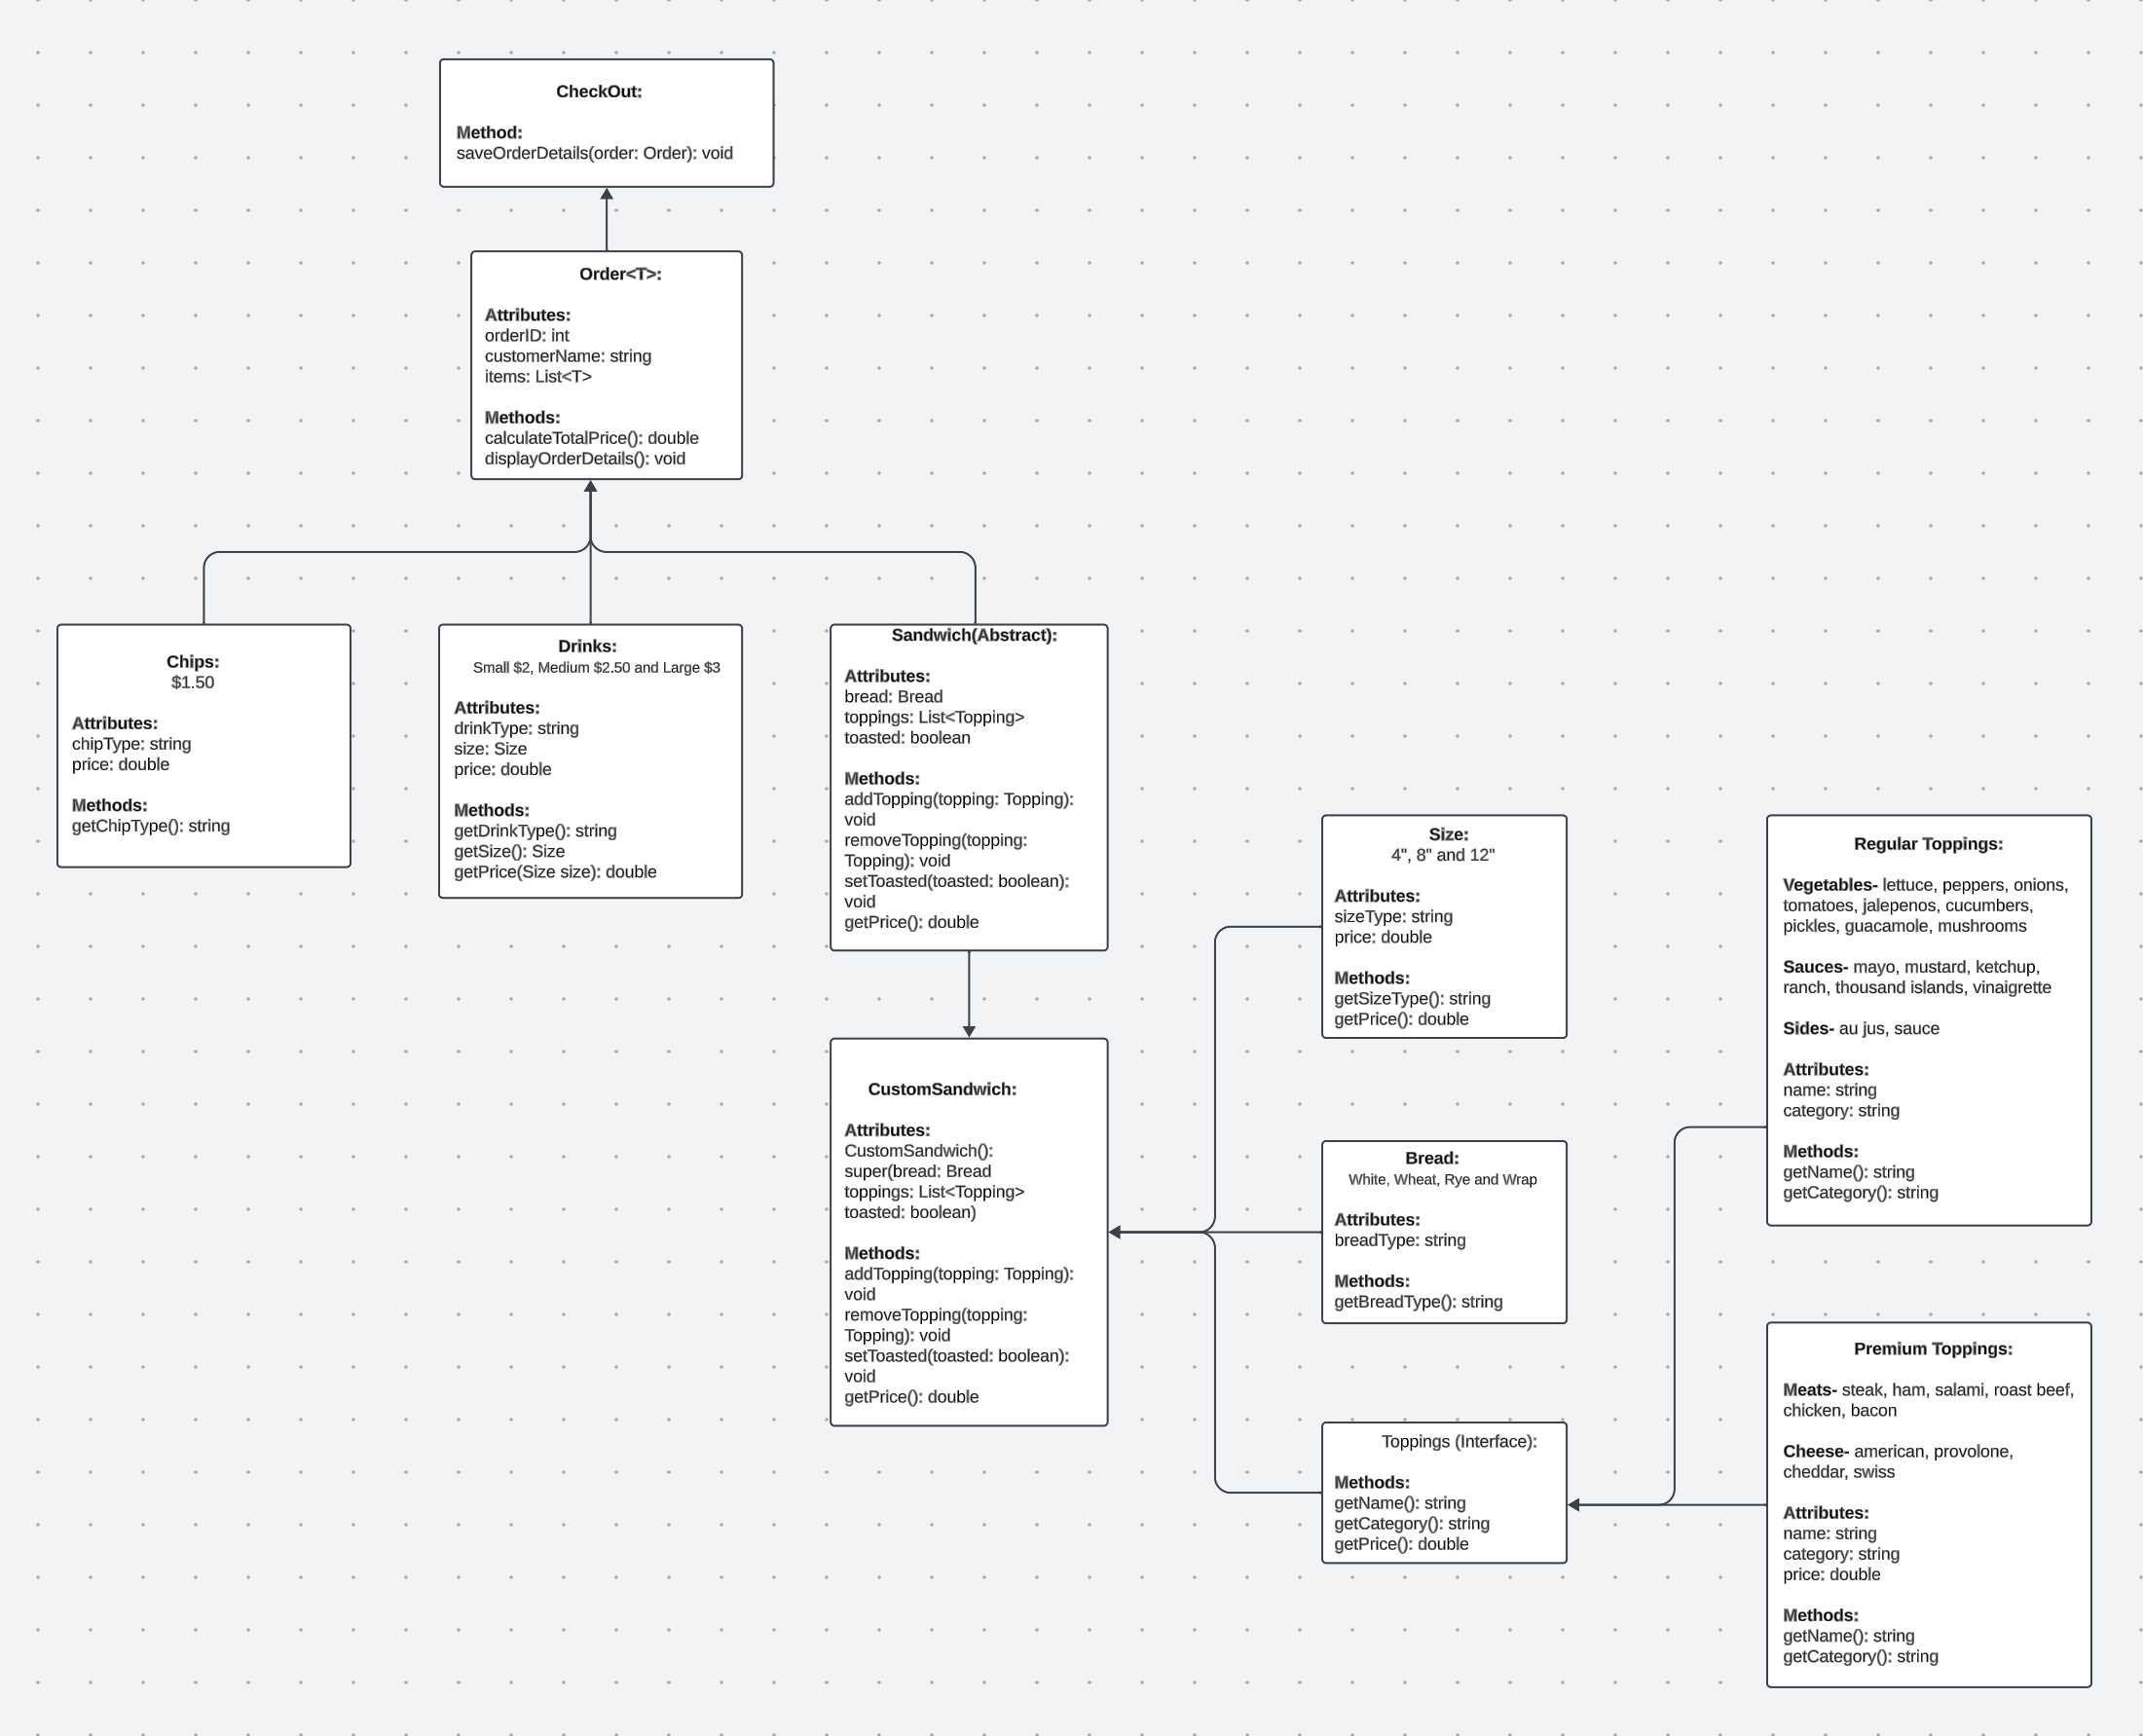 CheckOut:
Method:
saveOrderDetails(order: Order): void
Order<T>:
Attributes:
orderID: int
customerName: string
items: List<T>
Methods:
calculateTotalPrice(): double
displayOrderDetails(): void
Chips:
$1.50
Attributes:
chipType: string
price: double
Methods:
getChipType(): string
Drinks:
Small $2, Medium $2.50 and Large $3
Attributes:
drinkType: string
size: Size
price: double
Methods:
getDrinkType(): string
getSize(): Size
getPrice(Size size): double
Sandwich(Abstract):
Attributes:
bread: Bread
toppings: List<Topping>
toasted: boolean
Methods:
addTopping(topping: Topping):
void
removeTopping(topping:
Topping): void
setToasted(toasted: boolean):
void
getPrice(): double
CustomSandwich:
Attributes:
CustomSandwich():
super(bread: Bread
toppings: List<Topping>
toasted: boolean)
Methods:
addTopping(topping: Topping):
void
removeTopping(topping:
Topping): void
setToasted(toasted: boolean):
void
getPrice(): double
Size:
4", 8" and 12"
Attributes:
sizeType: string
price: double
Methods:
getSizeType(): string
getPrice(): double
Bread:
White, Wheat, Rye and Wrap
Attributes:
breadType: string
Methods:
getBreadType(): string
Toppings (Interface):
Methods:
getName(): string
getCategory(): string
getPrice(): double
Regular Toppings:
Vegetables- lettuce, peppers, onions,
tomatoes, jalepenos, cucumbers,
pickles, guacamole, mushrooms
Sauces- mayo, mustard, ketchup,
ranch, thousand islands, vinaigrette
Sides- au jus, sauce
Attributes:
name: string
category: string
Methods:
getName(): string
getCategory(): string
Premium Toppings:
Meats- steak, ham, salami, roast beef,
chicken, bacon
Cheese- american, provolone,
cheddar, swiss
Attributes:
name: string
category: string
price: double
Methods:
getName(): string
getCategory(): string